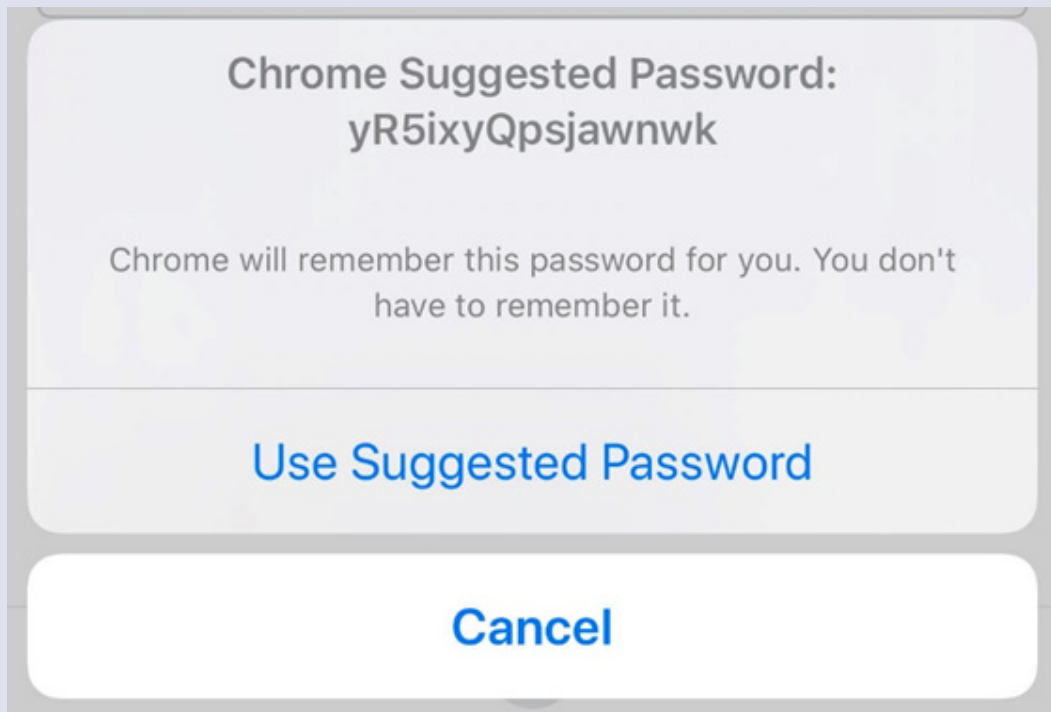 Chrome Suggested Password:
yR5ixyQpsjawnwk
Chrome will remember this password for you. You don't
have to remember it.
Use Suggested Password
Cancel